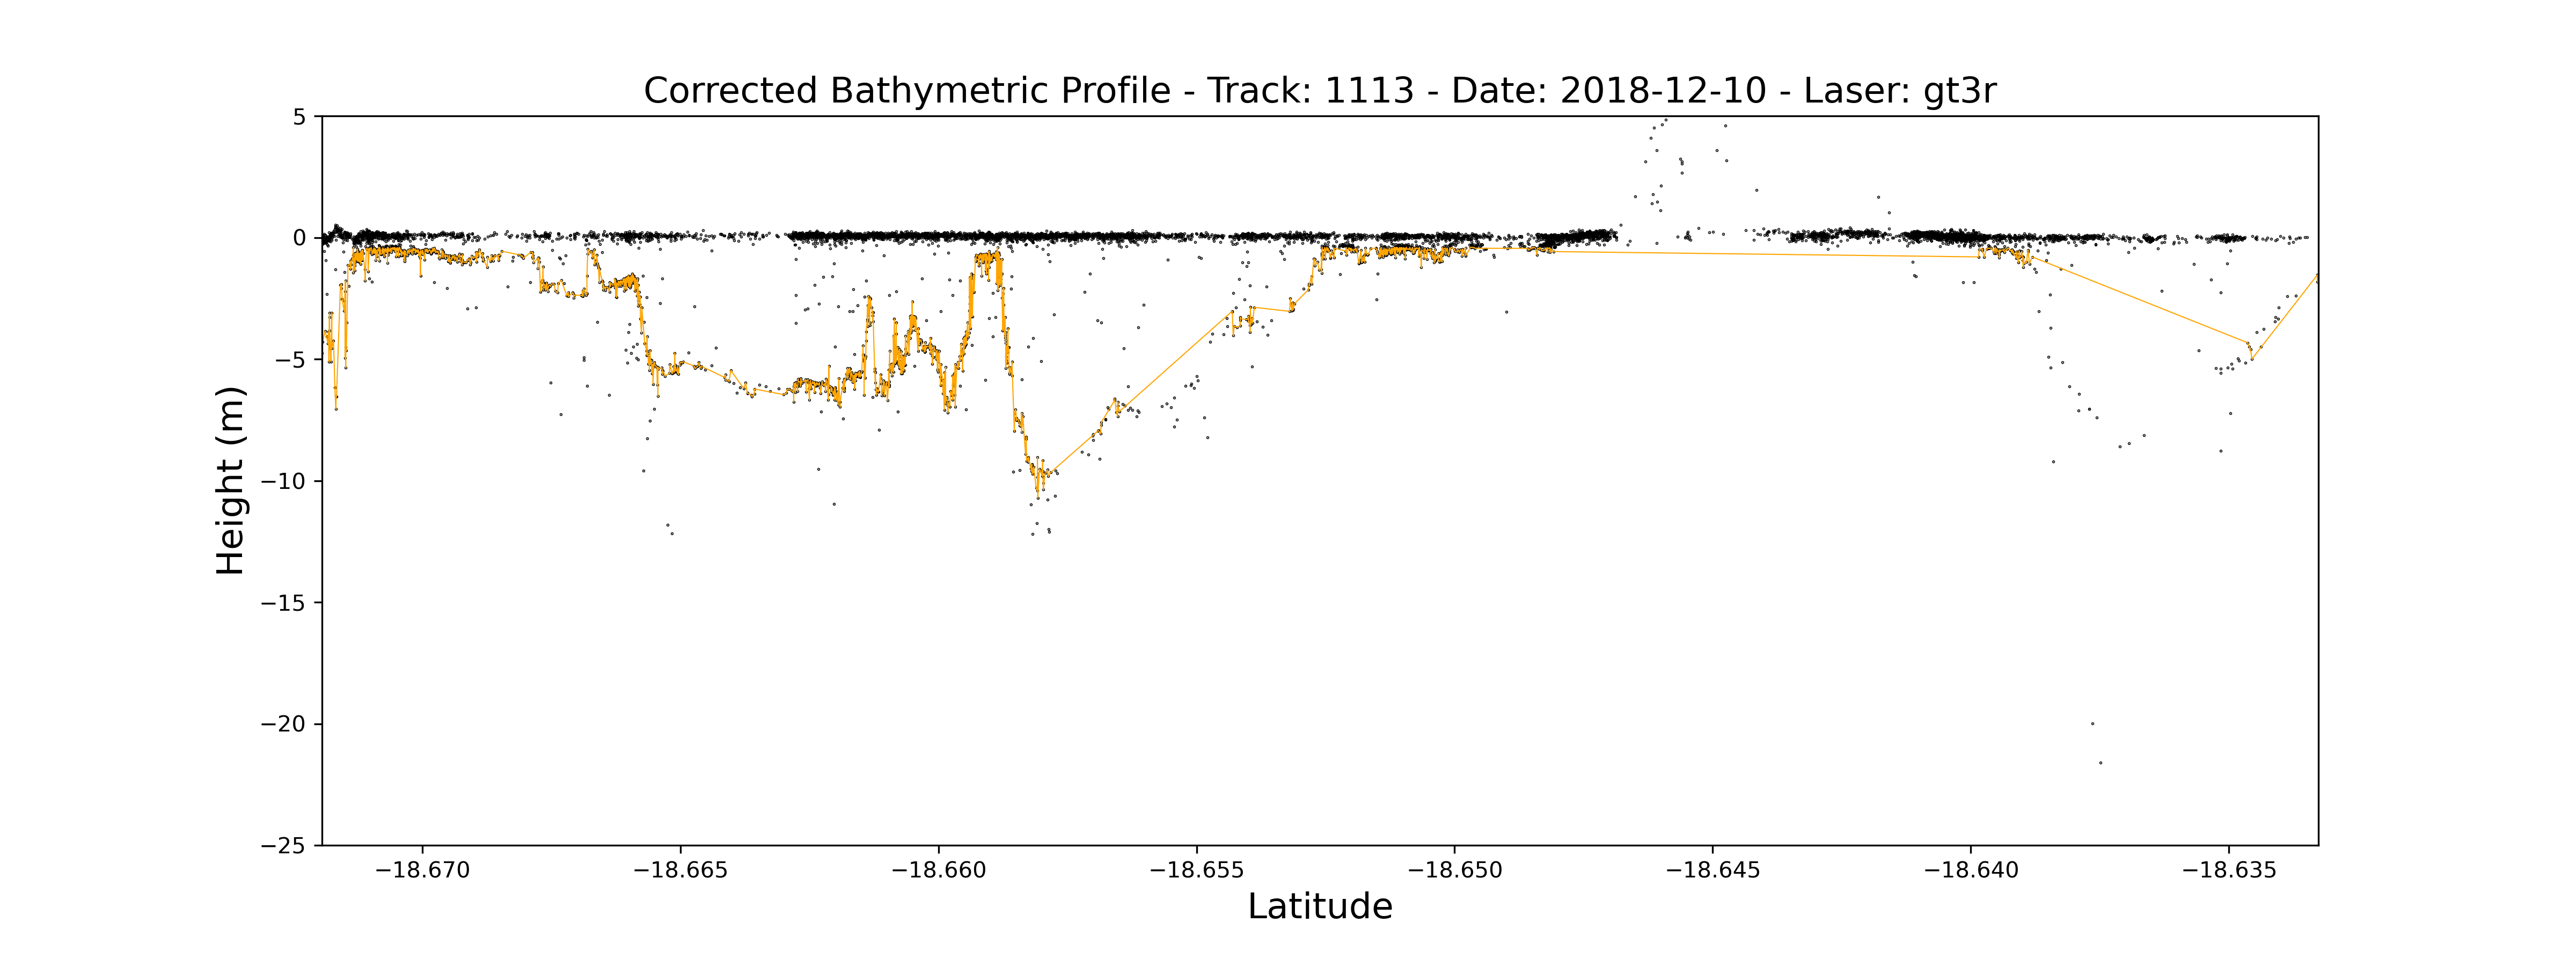 Corrected Bathymetric Profile - Track: 1113 - Date: 2018-12-10 - Laser: gt3r
5
0
−5
−10
−15
−20
−25
Height (m)
−18.670 −18.665 −18.660 −18.655 −18.650 −18.645 −18.640 −18.635
Latitude